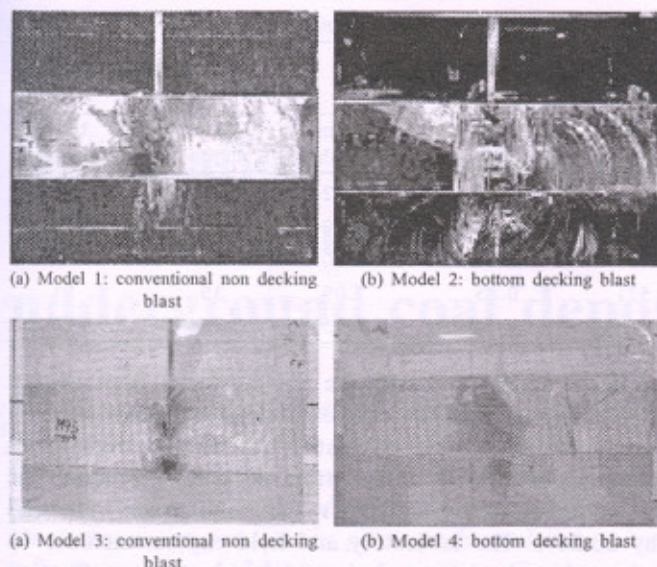 (a) Model 1: conventional non decking
blast
(b) Model 2: bottom decking blast
(a) Model 3: conventional non decking
blast
(b) Model 4: bottom decking blast